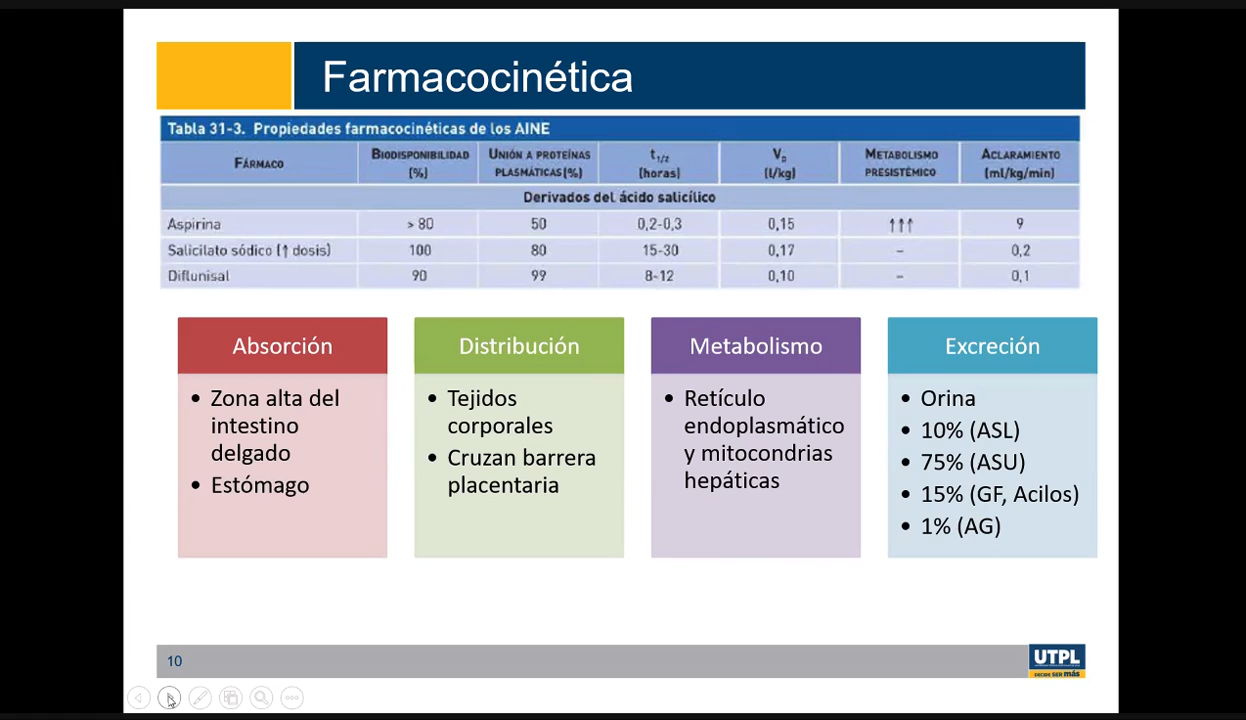 Farmacocinética
Tabla 31-3. Propiedades farmacocinéticas de los AINE
FÁRMACO BIODISPONIBILIDAD (%) UNIÓN A PROTEÍNAS PLASMÁTICAS (%) t1/2 (horas) VD (l/kg) METABOLISMO PRESISTÉMICO ACLARAMIENTO (ml/kg/min)
Derivados del ácido salicílico
Aspirina > 80 50 0,2-0,3 0,15 ↑↑↑ 9
Salicilato sódico (↑ dosis) 100 80 15-30 0,17 – 0,2
Diflunisal 90 99 8-12 0,10 – 0,1
Absorción
• Zona alta del
intestino
delgado
• Estómago
Distribución
• Tejidos
corporales
• Cruzan barrera
placentaria
Metabolismo
• Retículo
endoplasmático
y mitocondrias
hepáticas
Excreción
• Orina
• 10% (ASL)
• 75% (ASU)
• 15% (GF, Acilos)
• 1% (AG)
10
UTPL
DECIDE SER más